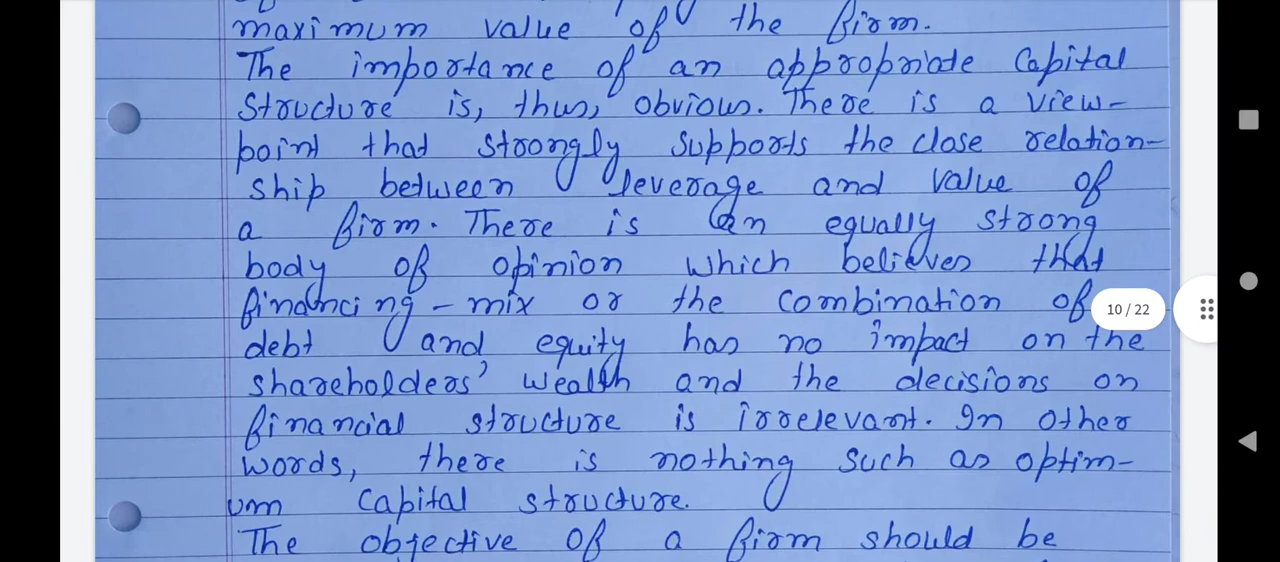 maximum value of the firm.
The importance of an appropriate Capital
Structure is, thus, obvious. There is a view-
point that strongly supports the close relation-
ship between leverage and value of
a firm. There is an equally strong
body of opinion which believes that
financing-mix or the combination of
10 / 22
debt and equity has no impact on the
shareholders' wealth and the decisions on
financial structure is irrelevant. In other
words, there is nothing such as optim-
um capital structure.
The objective of a firm should be